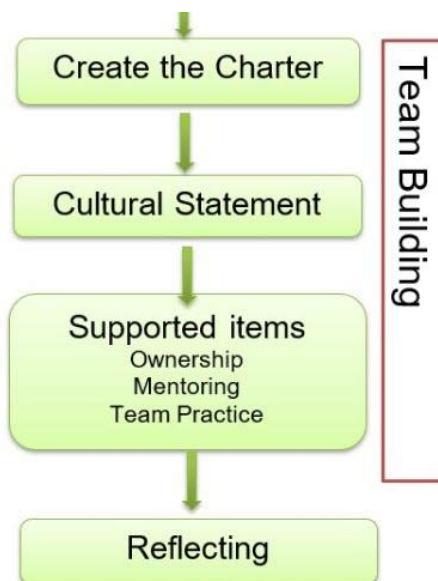 Create the Charter
Cultural Statement
Supported items
Ownership
Mentoring
Team Practice
Reflecting
Team Building